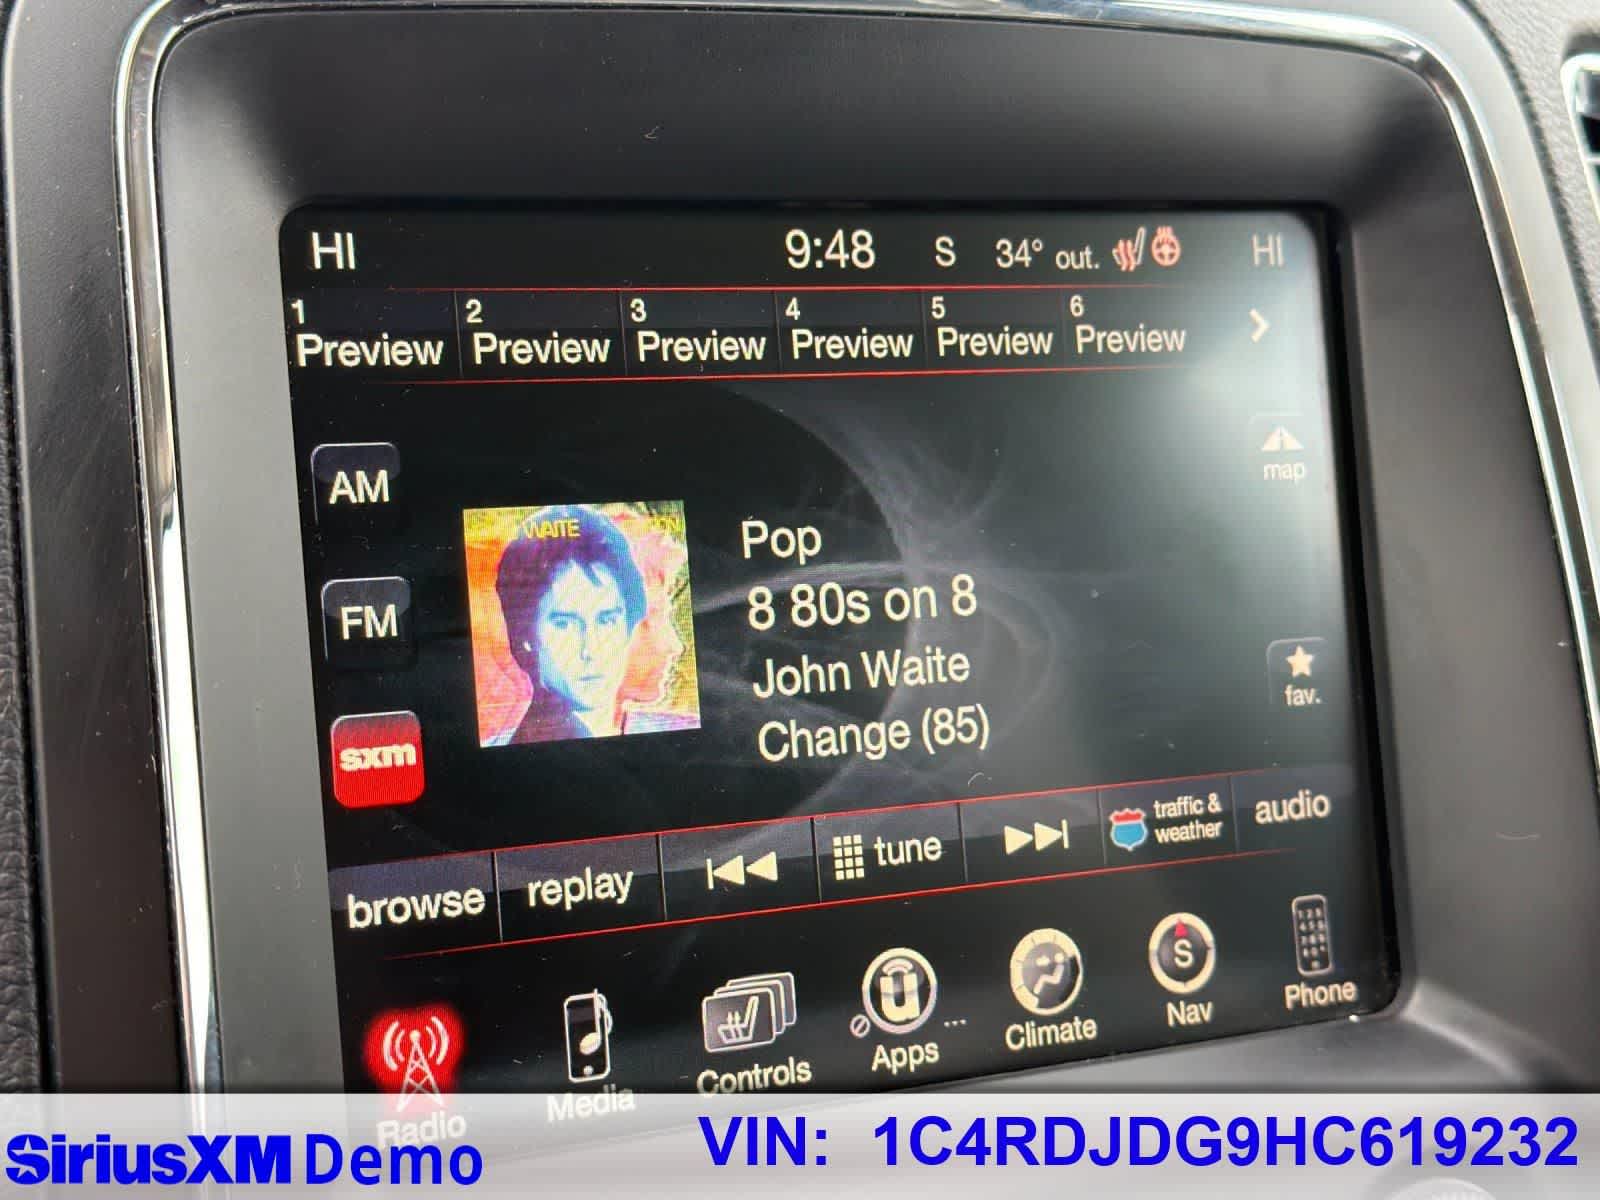 HI 9:48 S 34° out. HI
1 2 3 4 5 6
Preview Preview Preview Preview Preview Preview
map
AM
WAITE
Pop
FM
8 80s on 8
John Waite
fav.
sxm
Change (85)
browse replay tune traffic & weather audio
Radio Media Controls Apps ... Climate S Nav Phone
SiriusXM Demo VIN: 1C4RDJDG9HC619232